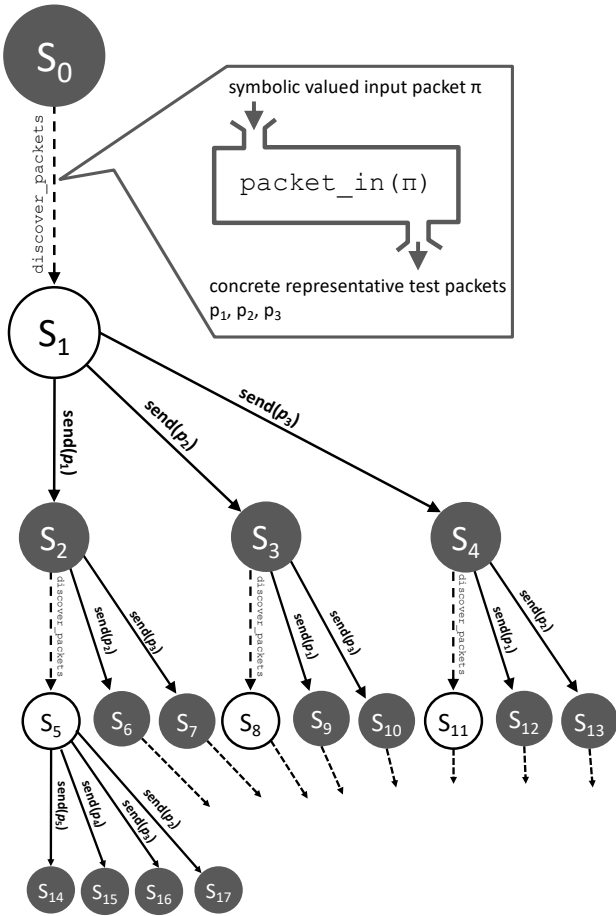 S0
symbolic valued input packet π
discover_packets
packet_in(π)
concrete representative test packets
p1, p2, p3
S1
send(p1)
send(p2)
send(p3)
S2
S3
S4
discover_packets
send(p2)
send(p3)
discover_packets
send(p1)
send(p3)
discover_packets
send(p1)
send(p2)
S5
S6
S7
S8
S9
S10
S11
S12
S13
send(p5)
send(p4)
send(p3)
send(p2)
S14
S15
S16
S17